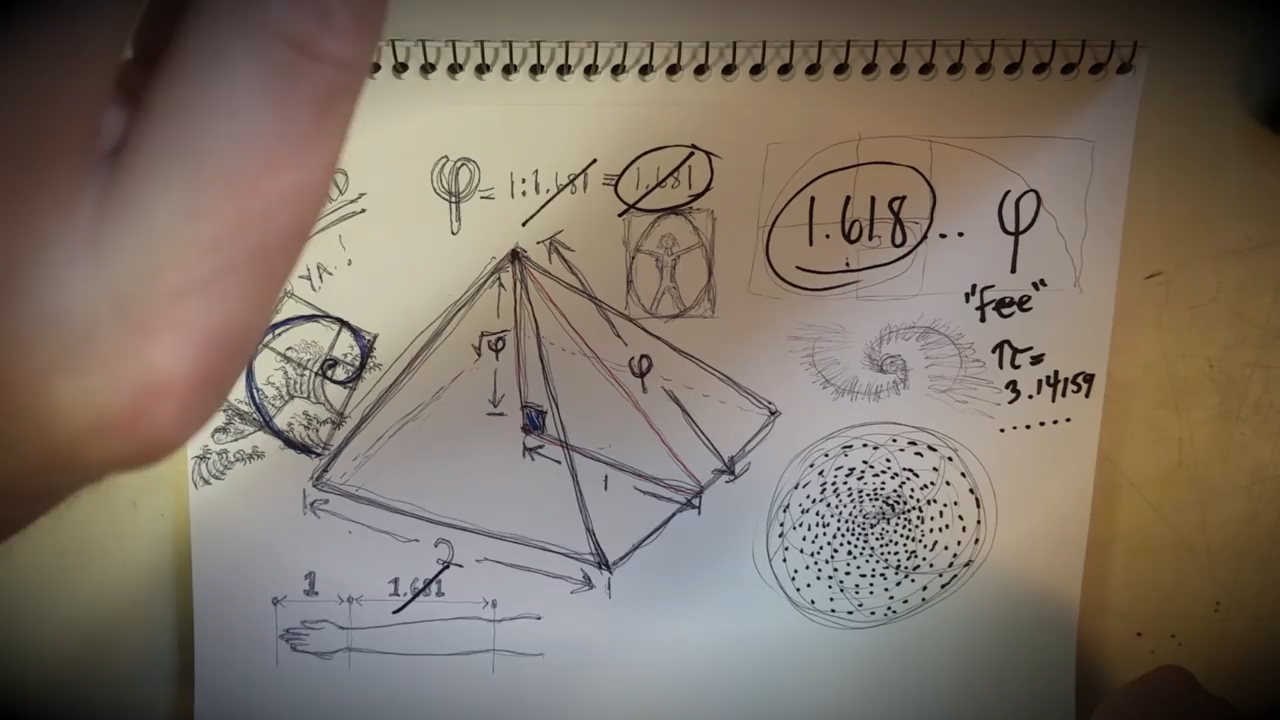 φ = 1:1.681 = 1.681
1.618.. φ
"Fee"
π =
3.14159
......
YA.?
√φ
φ
1
2
1 1.681